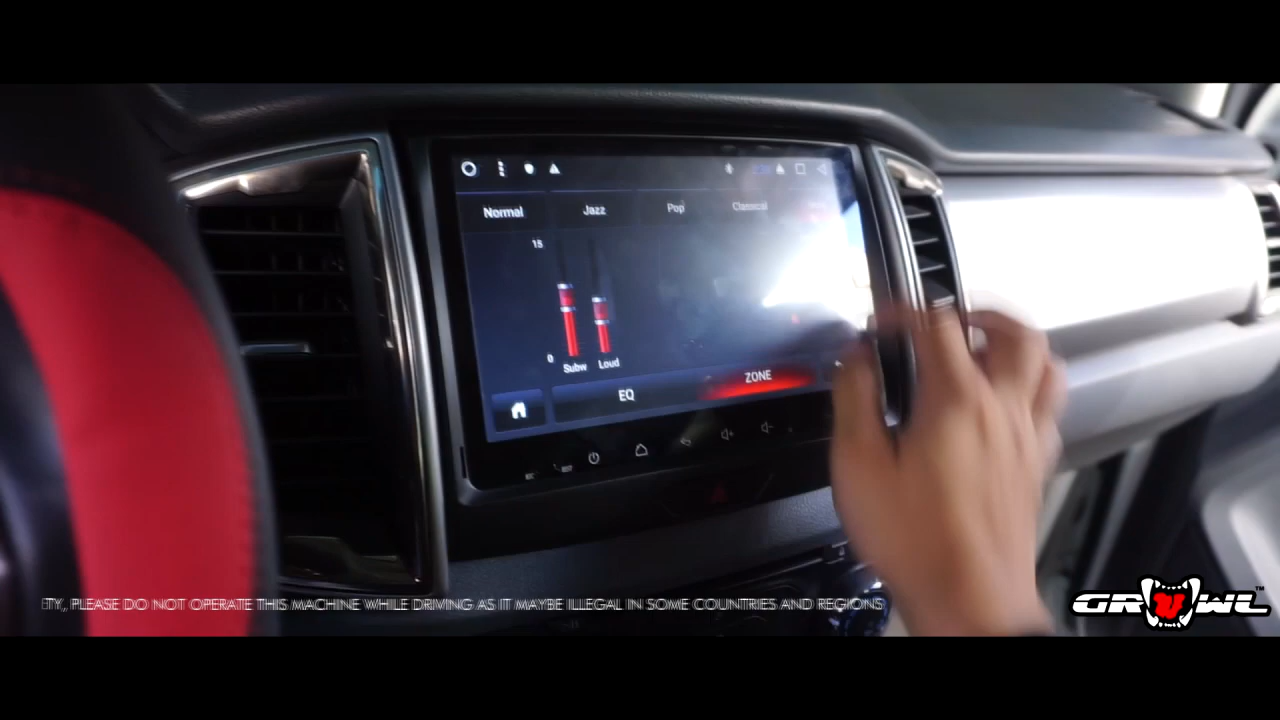 Normal Jazz Pop Classical
15
0 Subw Loud
EQ ZONE
ETY,, PLEASE DO NOT OPERATE THIS MACHINE WHILE DRIVING AS IT MAYBE ILLEGAL IN SOME COUNTRIES AND REGIONS
GROWL™